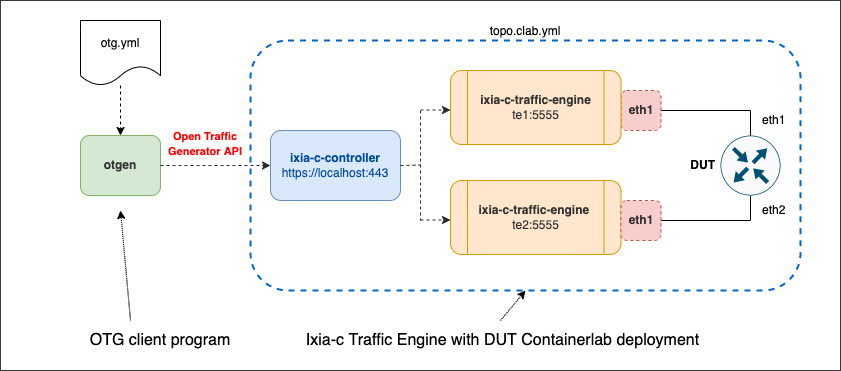 topo.clab.yml
otg.yml
ixia-c-traffic-engine
te1:5555
eth1
eth1
Open Traffic
Generator API
otgen
ixia-c-controller
https://localhost:443
DUT
ixia-c-traffic-engine
te2:5555
eth1
eth2
OTG client program
Ixia-c Traffic Engine with DUT Containerlab deployment